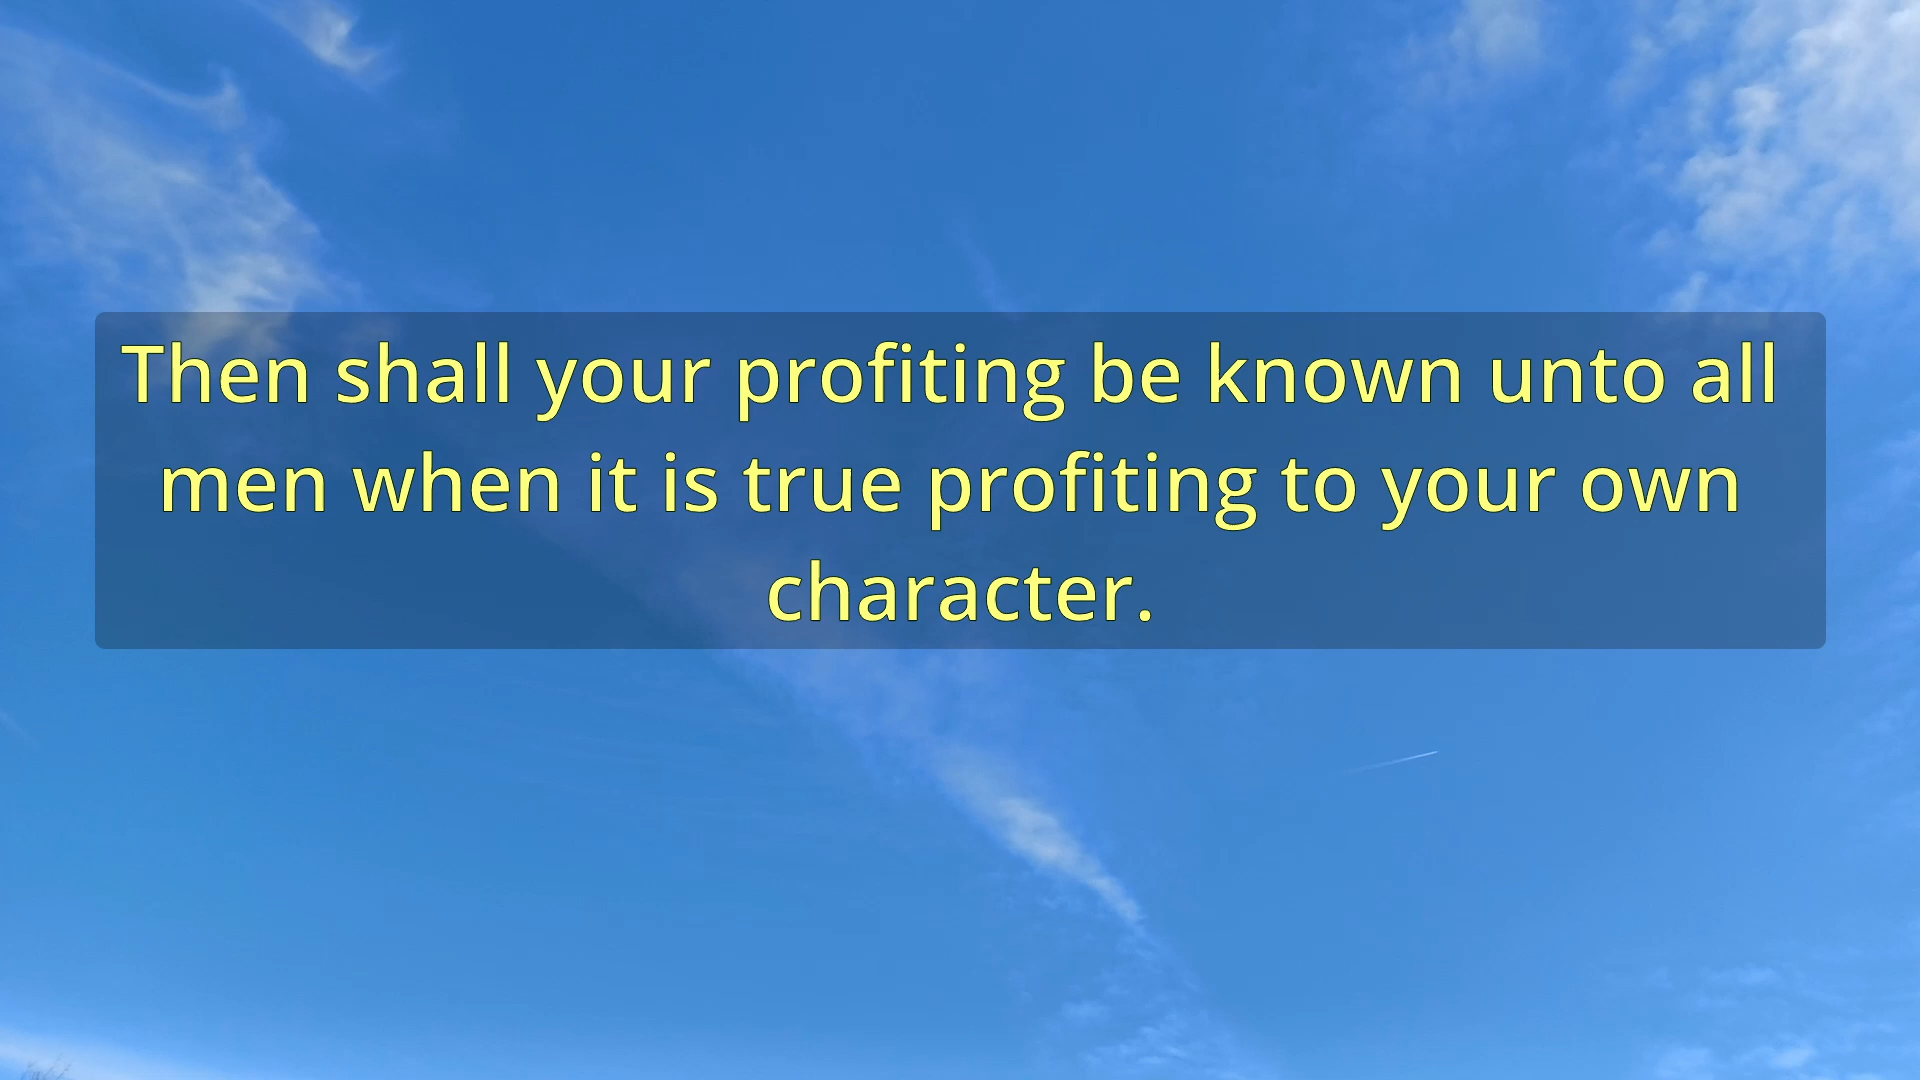 Then shall your profiting be known unto all
men when it is true profiting to your own
character.